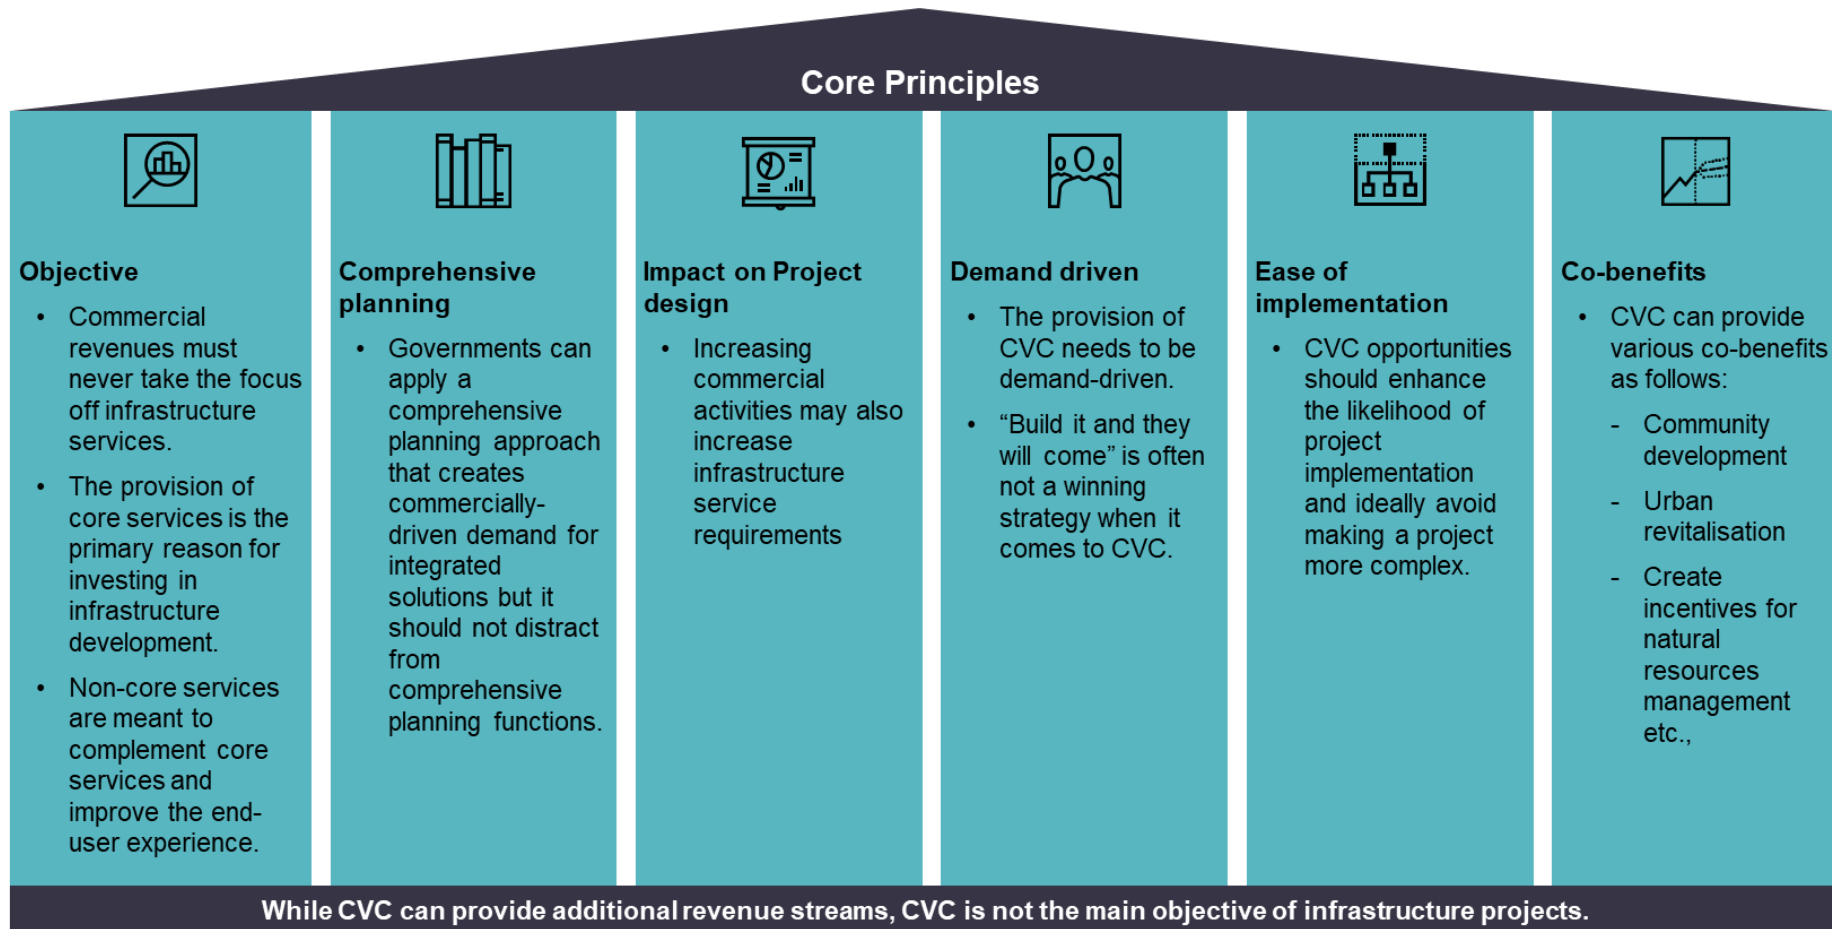 Core Principles
Objective
• Commercial
revenues must
never take the focus
off infrastructure
services.
• The provision of
core services is the
primary reason for
investing in
infrastructure
development.
• Non-core services
are meant to
complement core
services and
improve the end-
user experience.
Comprehensive
planning
• Governments can
apply a
comprehensive
planning approach
that creates
commercially-
driven demand for
integrated
solutions but it
should not distract
from
comprehensive
planning functions.
Impact on Project
design
• Increasing
commercial
activities may also
increase
infrastructure
service
requirements
Demand driven
• The provision of
CVC needs to be
demand-driven.
• “Build it and they
will come” is often
not a winning
strategy when it
comes to CVC.
Ease of
implementation
• CVC opportunities
should enhance
the likelihood of
project
implementation
and ideally avoid
making a project
more complex.
Co-benefits
• CVC can provide
various co-benefits
as follows:
- Community
development
- Urban
revitalisation
- Create
incentives for
natural
resources
management
etc.,
While CVC can provide additional revenue streams, CVC is not the main objective of infrastructure projects.